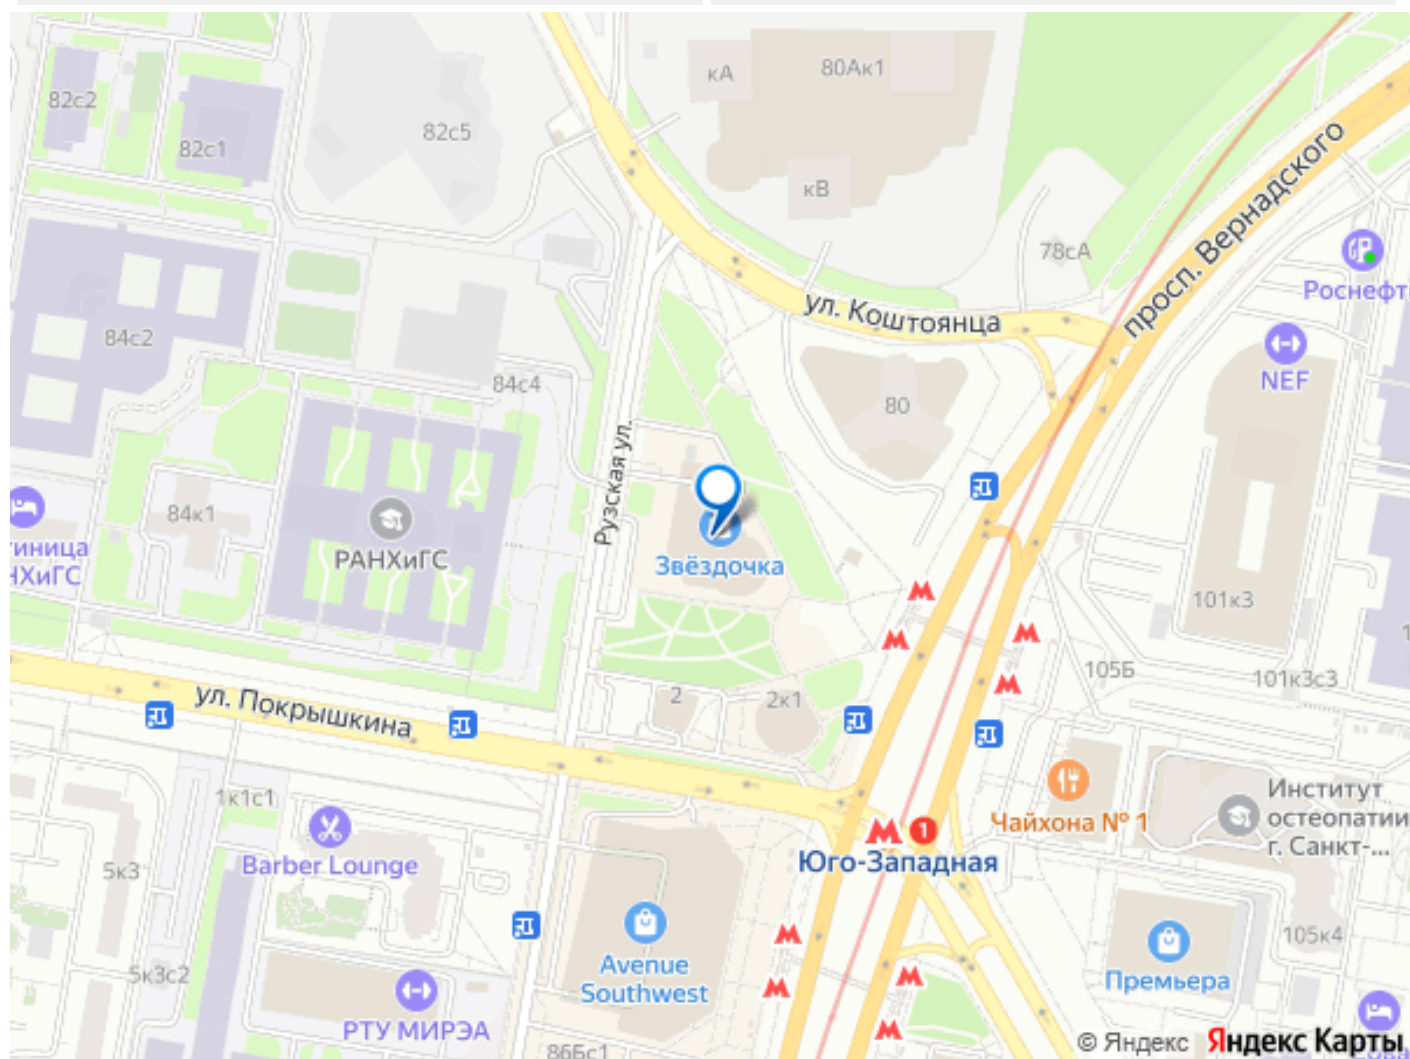 82с2
82с1
82с5
кА
80Ак1
кВ
78сА
просп. Вернадского
Роснефт
ул. Коштоянца
NEF
84с2
84с4
80
Рузская ул.
84к1
РАНХиГС
Звёздочка
тиница
НХиГС
101к3
105Б
101к3с3
2
2к1
ул. Покрышкина
1к1с1
Barber Lounge
5к3
1
Юго-Западная
Чайхона № 1
Институт
остеопатии
г. Санкт-...
Avenue
Southwest
5к3с2
РТУ МИРЭА
Премьера
105к4
86Бс1
© Яндекс Яндекс Карты